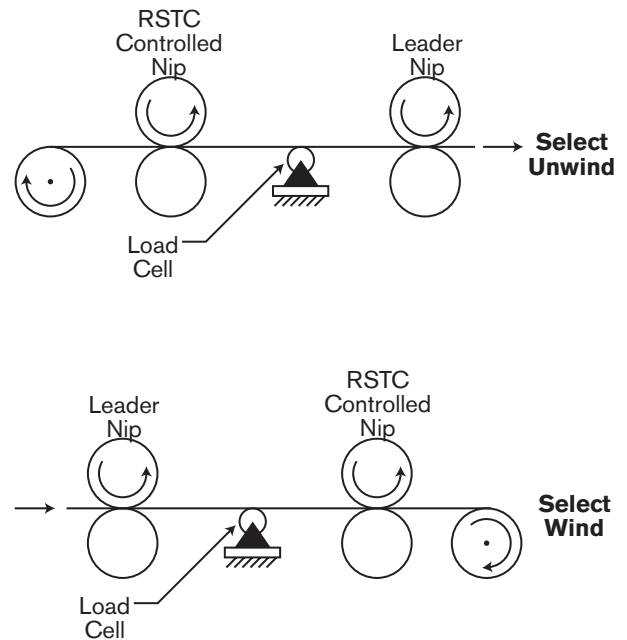 RSTC
Controlled
Nip
Leader
Nip
Select
Unwind
Load
Cell
Leader
Nip
RSTC
Controlled
Nip
Select
Wind
Load
Cell